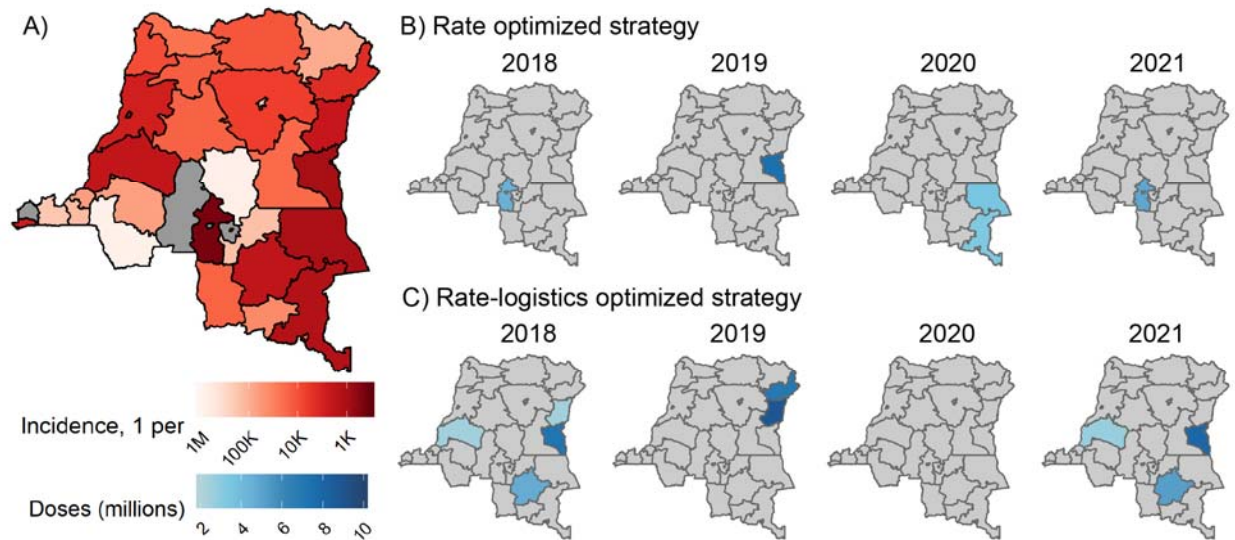 A)
B) Rate optimized strategy
2018 2019 2020 2021
C) Rate-logistics optimized strategy
2018 2019 2020 2021
Incidence, 1 per
1M 100K 10K 1K
Doses (millions)
2 4 6 8 10